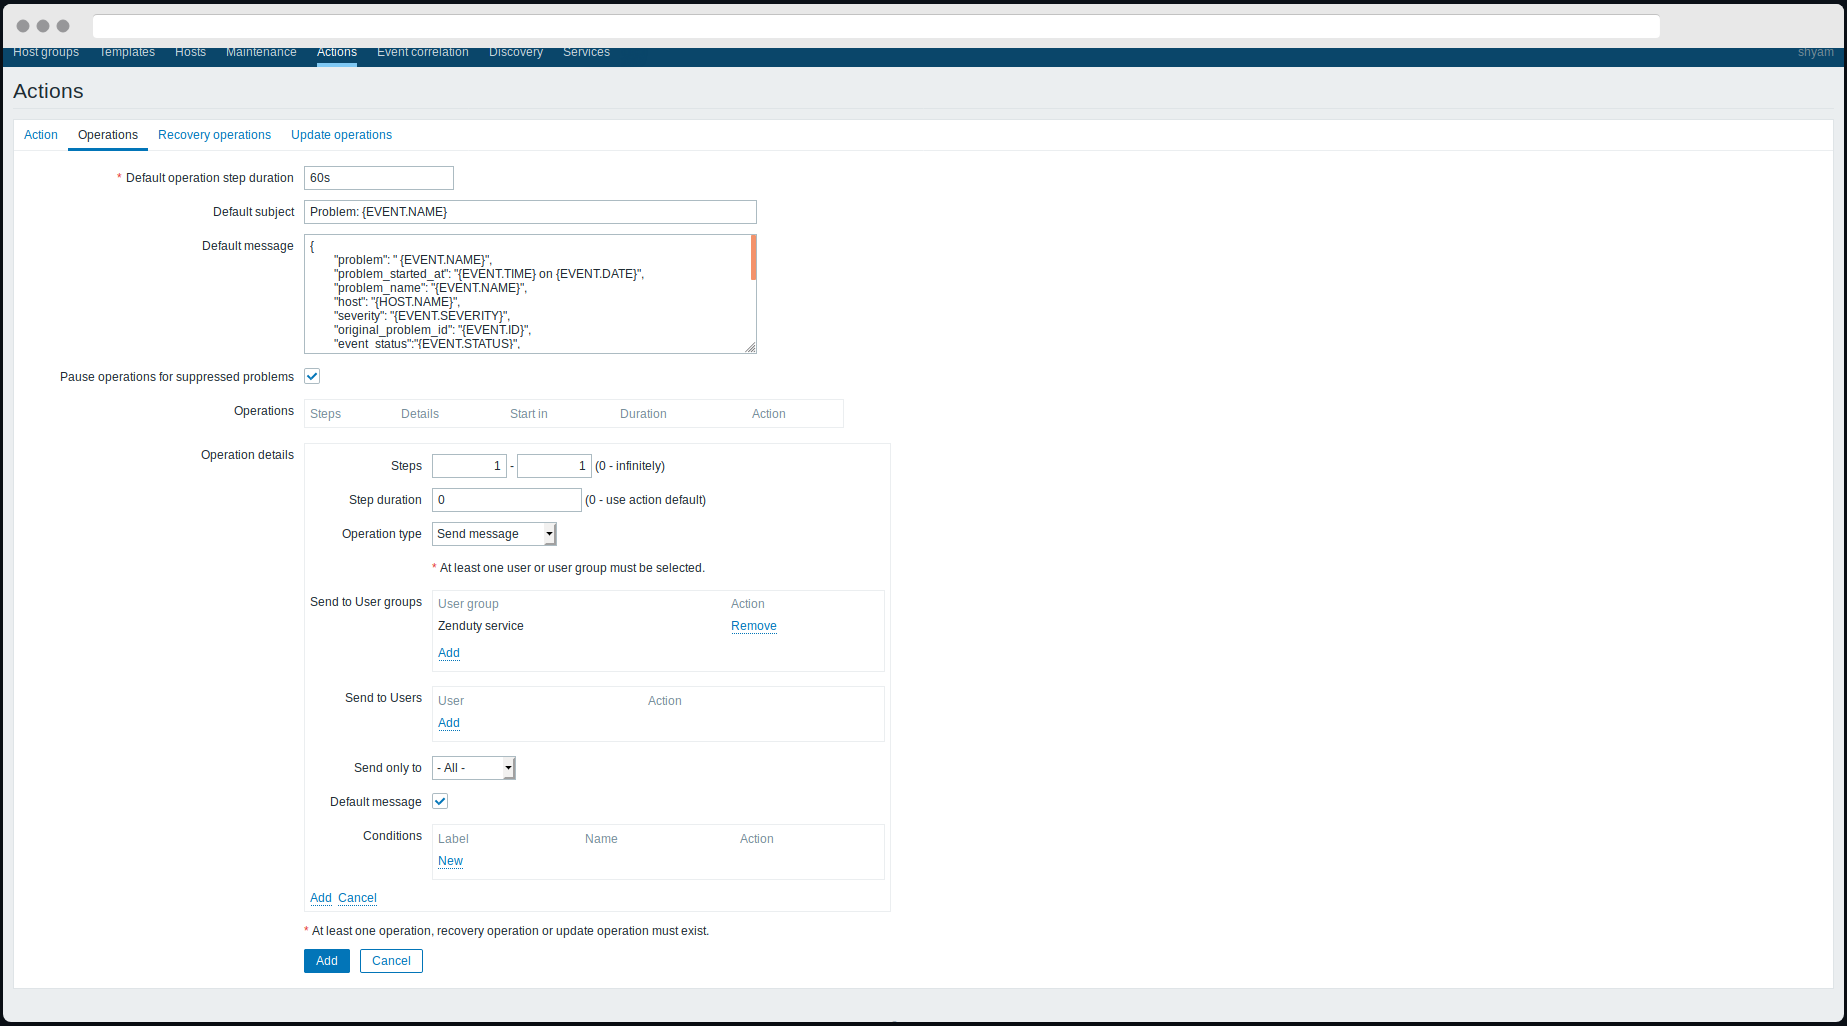 Host groups Templates Hosts Maintenance Actions Event correlation Discovery Services shyam
Actions
Action Operations Recovery operations Update operations
* Default operation step duration 60s
Default subject Problem: {EVENT.NAME}
Default message {
"problem": " {EVENT.NAME}",
"problem_started_at": "{EVENT.TIME} on {EVENT.DATE}",
"problem_name": "{EVENT.NAME}",
"host": "{HOST.NAME}",
"severity": "{EVENT.SEVERITY}",
"original_problem_id": "{EVENT.ID}",
"event_status":"{EVENT.STATUS}",
Pause operations for suppressed problems
Operations Steps Details Start in Duration Action
Operation details
Steps 1 - 1 (0 - infinitely)
Step duration 0 (0 - use action default)
Operation type Send message
* At least one user or user group must be selected.
Send to User groups User group Action
Zenduty service Remove
Add
Send to Users User Action
Add
Send only to - All -
Default message
Conditions Label Name Action
New
Add Cancel
* At least one operation, recovery operation or update operation must exist.
Add Cancel